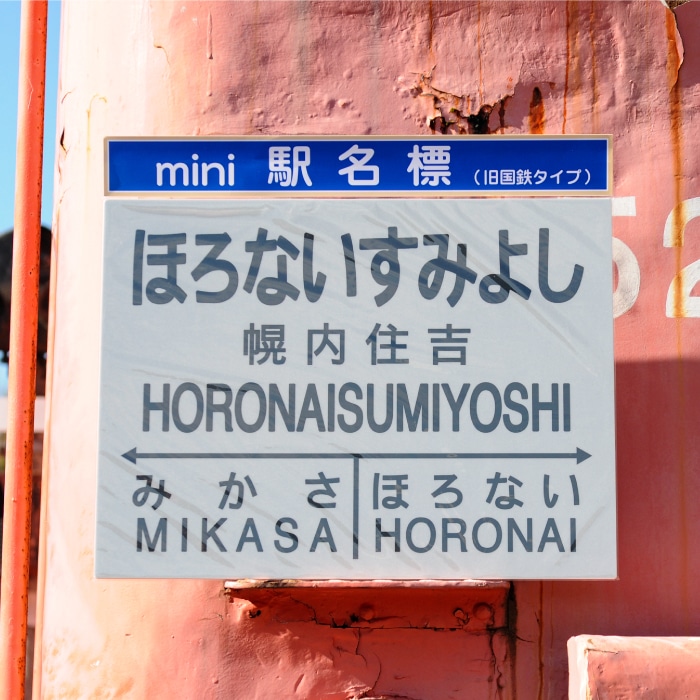 mini 駅名標 (旧国鉄タイプ)
ほろないすみよし
幌内住吉
HORONAISUMIYOSHI
みかさ ほろない
MIKASA HORONAI
52